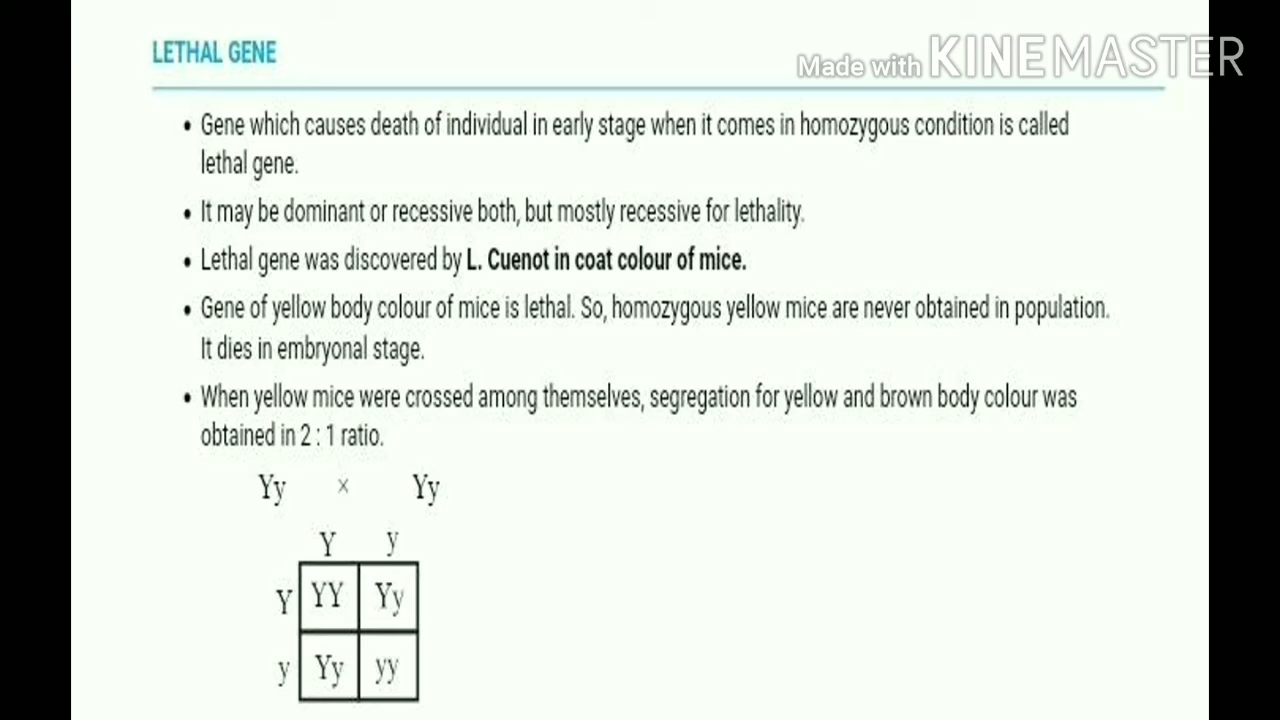 LETHAL GENE
Made with KINEMASTER
• Gene which causes death of individual in early stage when it comes in homozygous condition is called
lethal gene.
• It may be dominant or recessive both, but mostly recessive for lethality.
• Lethal gene was discovered by L. Cuenot in coat colour of mice.
• Gene of yellow body colour of mice is lethal. So, homozygous yellow mice are never obtained in population.
It dies in embryonal stage.
• When yellow mice were crossed among themselves, segregation for yellow and brown body colour was
obtained in 2 : 1 ratio.
Yy × Yy
Y y
Y YY Yy
y Yy yy